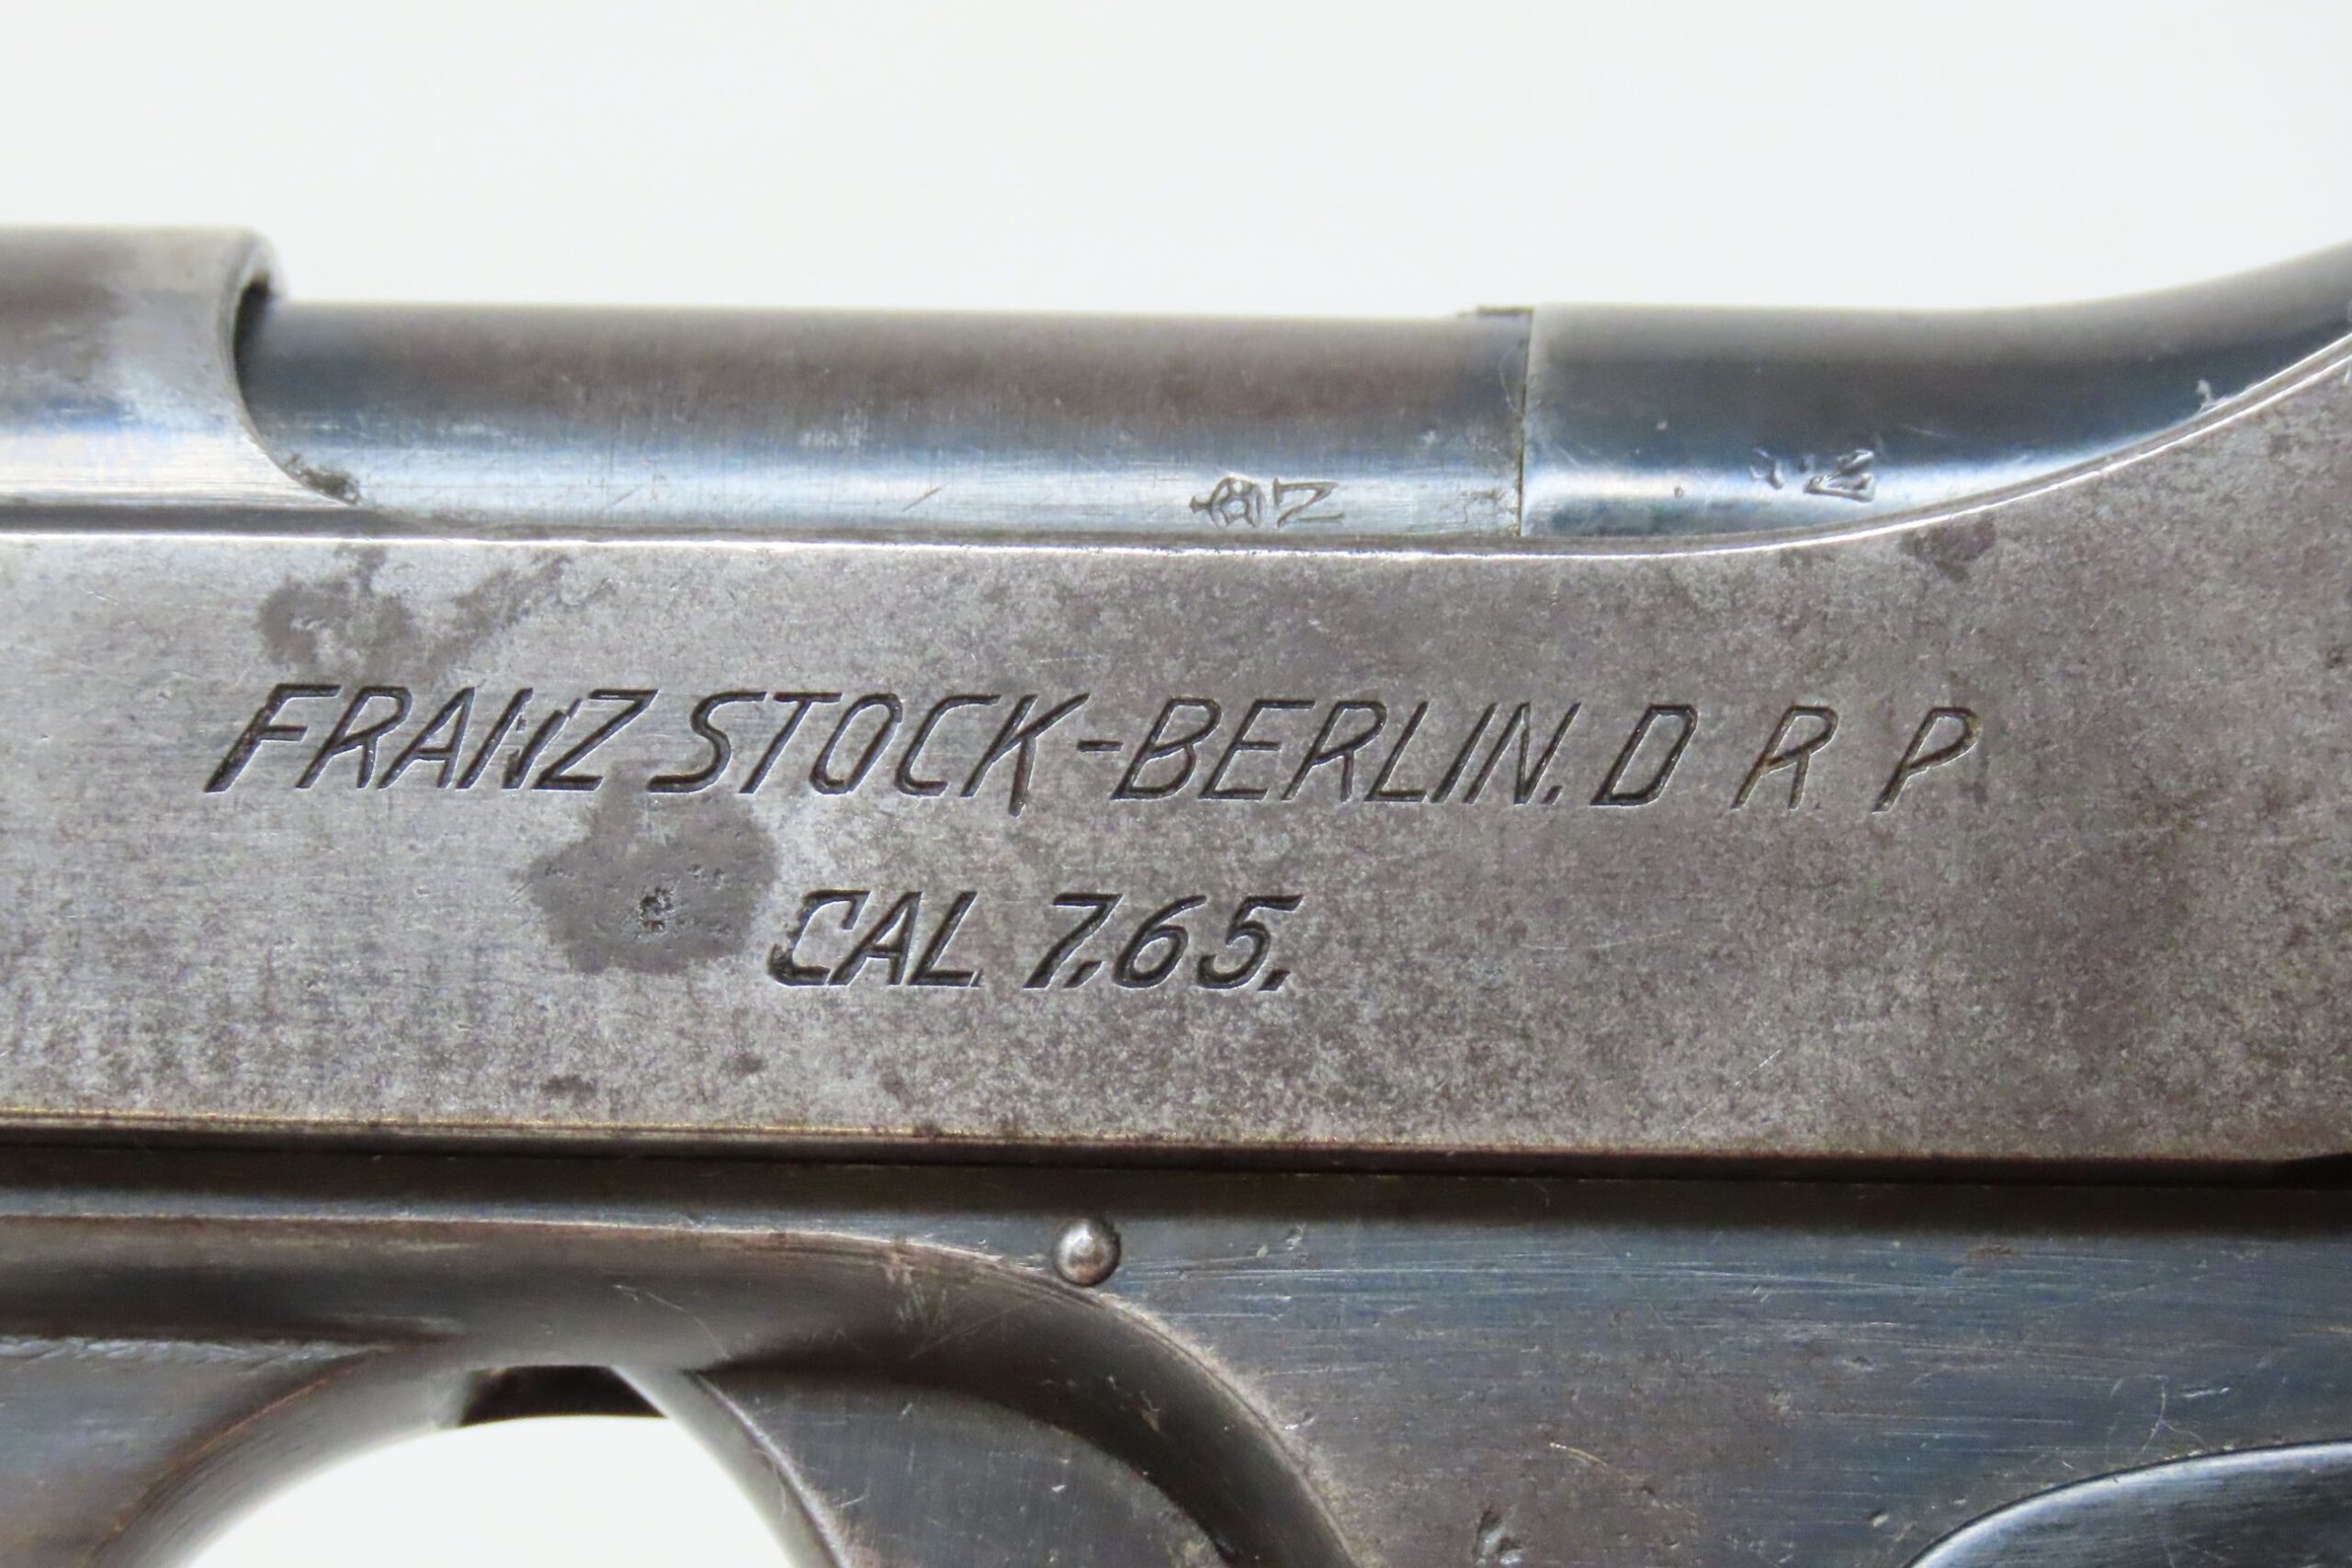 N
N
FRANZ STOCK-BERLIN. D R P
CAL 7,65.